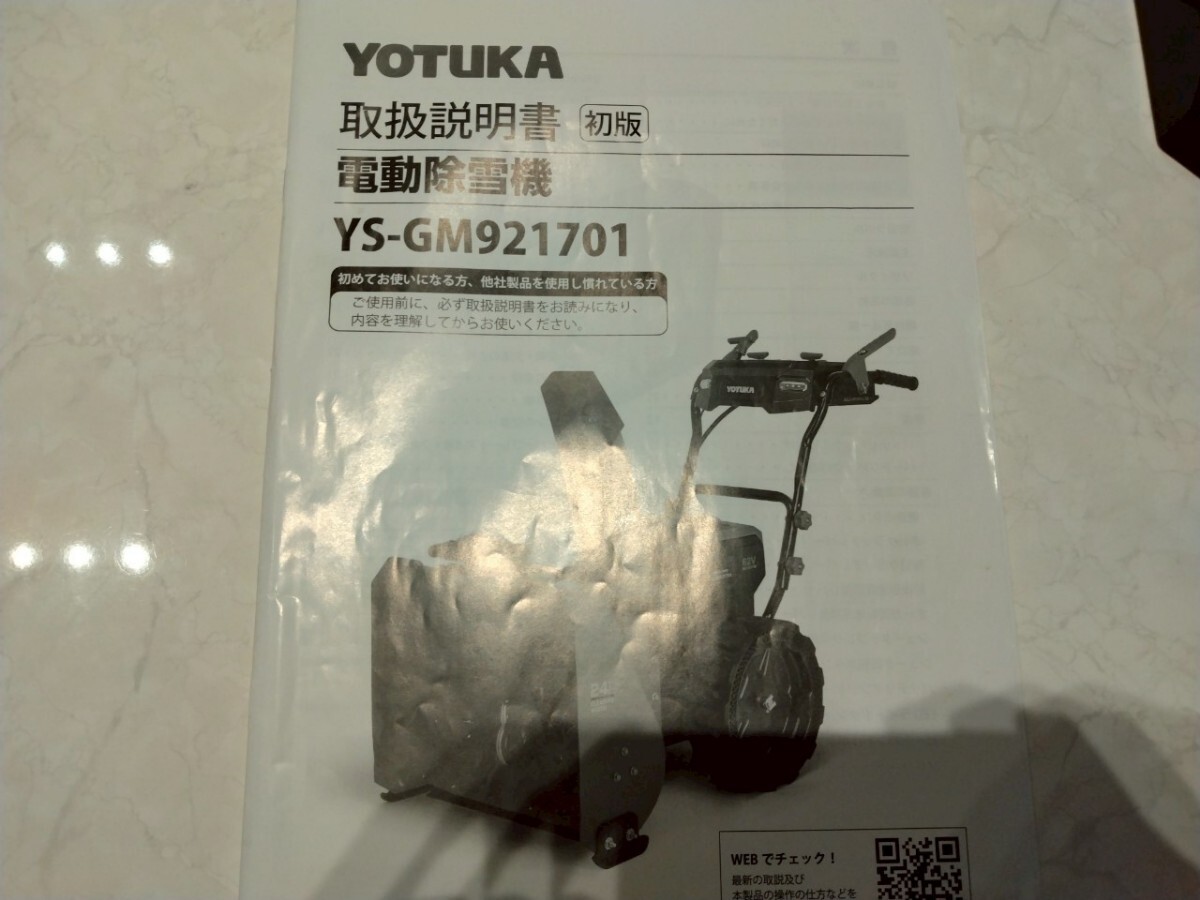 YOTUKA
取扱説明書 初版
電動除雪機
YS-GM921701
初めてお使いになる方、他社製品を使用し慣れている方
ご使用前に、必ず取扱説明書をお読みになり、
内容を理解してからお使いください。
YOTUKA
62V
24
WEBでチェック！
最新の取説及び
本製品の操作の仕方などを